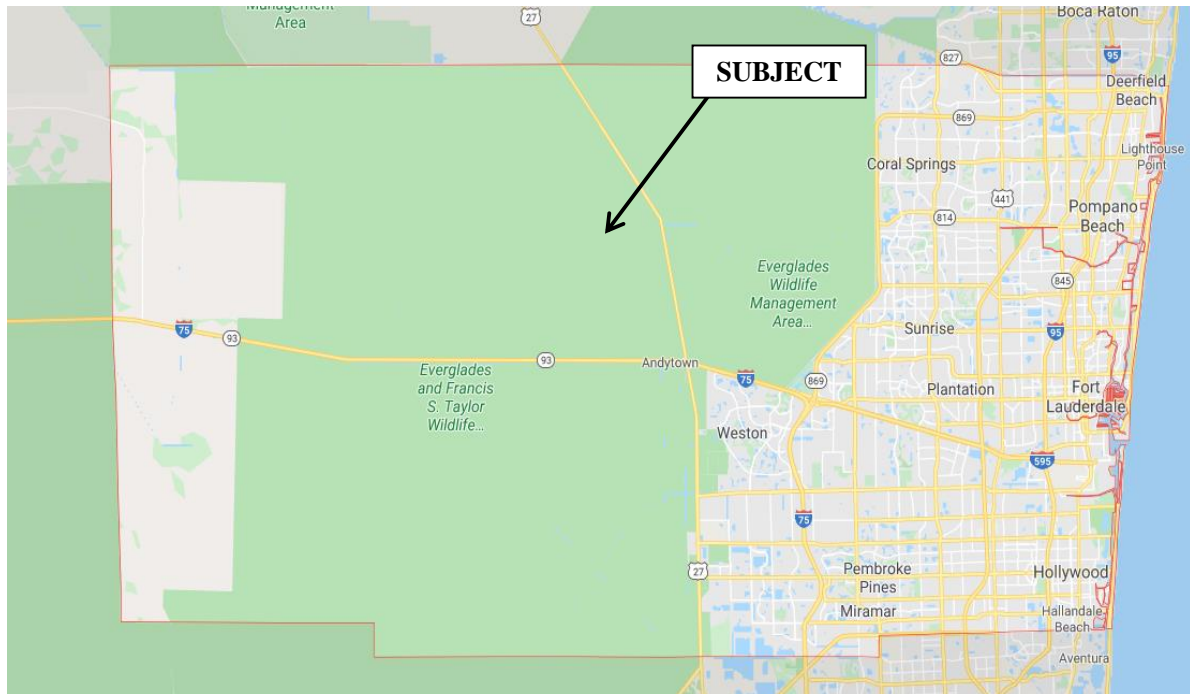 Management
Area
27
Boca Raton
95
SUBJECT
827
Deerfield
Beach
869
Lighthouse
Point
Coral Springs
441
Pompano
Beach
814
Everglades
Wildlife
Management
Area...
845
75
93
Sunrise
95
93
Andytown
Everglades
and Francis
S. Taylor
Wildlife...
75
869
Plantation
Fort
Lauderdale
Weston
595
75
27
Pembroke
Pines
Hollywood
Miramar
Hallandale
Beach
Aventura